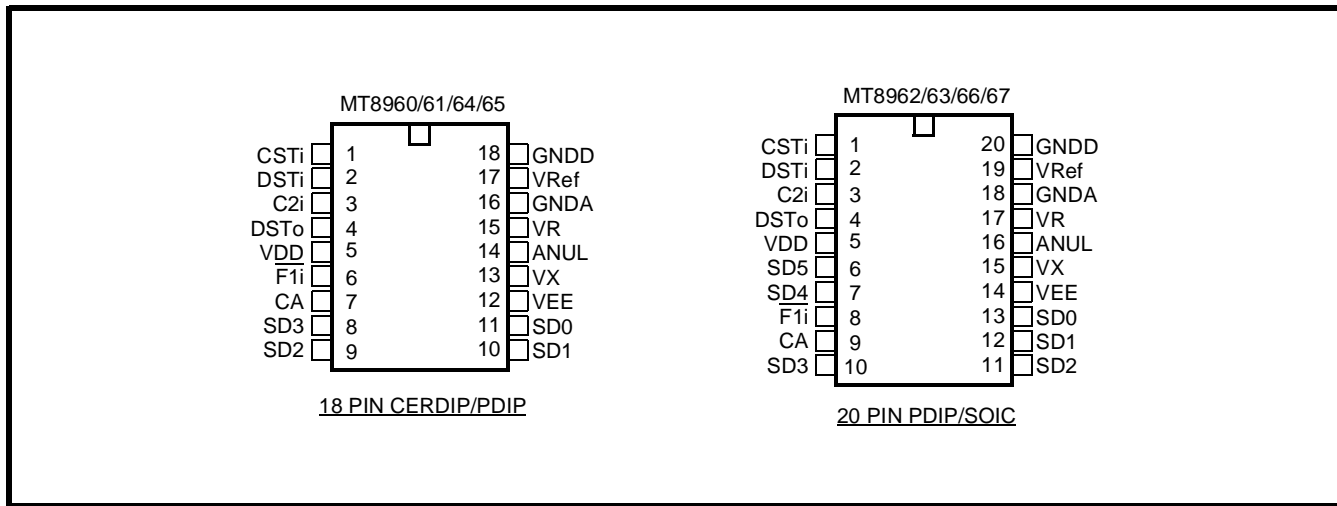 MT8960/61/64/65
CSTi 1 18 GNDD
DSTi 2 17 VRef
C2i 3 16 GNDA
DSTo 4 15 VR
VDD 5 14 ANUL
F1i 6 13 VX
CA 7 12 VEE
SD3 8 11 SD0
SD2 9 10 SD1
18 PIN CERDIP/PDIP
MT8962/63/66/67
CSTi 1 20 GNDD
DSTi 2 19 VRef
C2i 3 18 GNDA
DSTo 4 17 VR
VDD 5 16 ANUL
SD5 6 15 VX
SD4 7 14 VEE
F1i 8 13 SD0
CA 9 12 SD1
SD3 10 11 SD2
20 PIN PDIP/SOIC